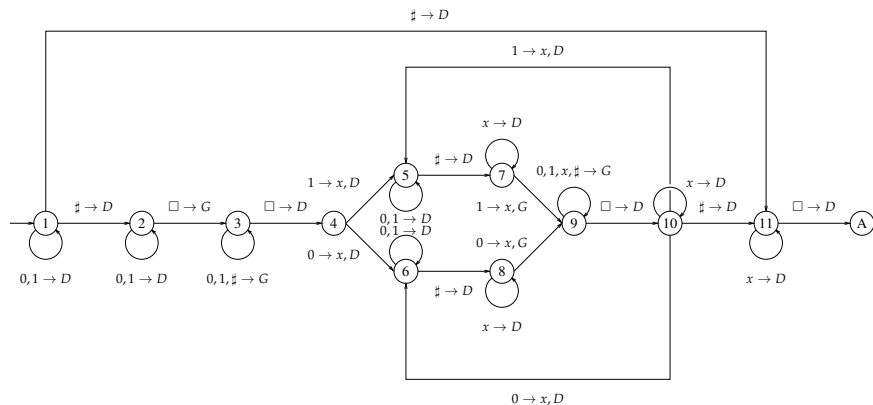 ♯ → D
1 → x, D
x → D
0, 1, x, ♯ → G
5
♯ → D
7
1 → x, D
1 → x, G
x → D
♯ → D
□ → G
□ → D
0, 1 → D
0, 1 → D
□ → D
♯ → D
□ → D
1
2
3
4
9
10
11
A
0 → x, D
0 → x, G
6
8
0, 1 → D
0, 1 → D
0, 1, ♯ → G
♯ → D
x → D
x → D
0 → x, D